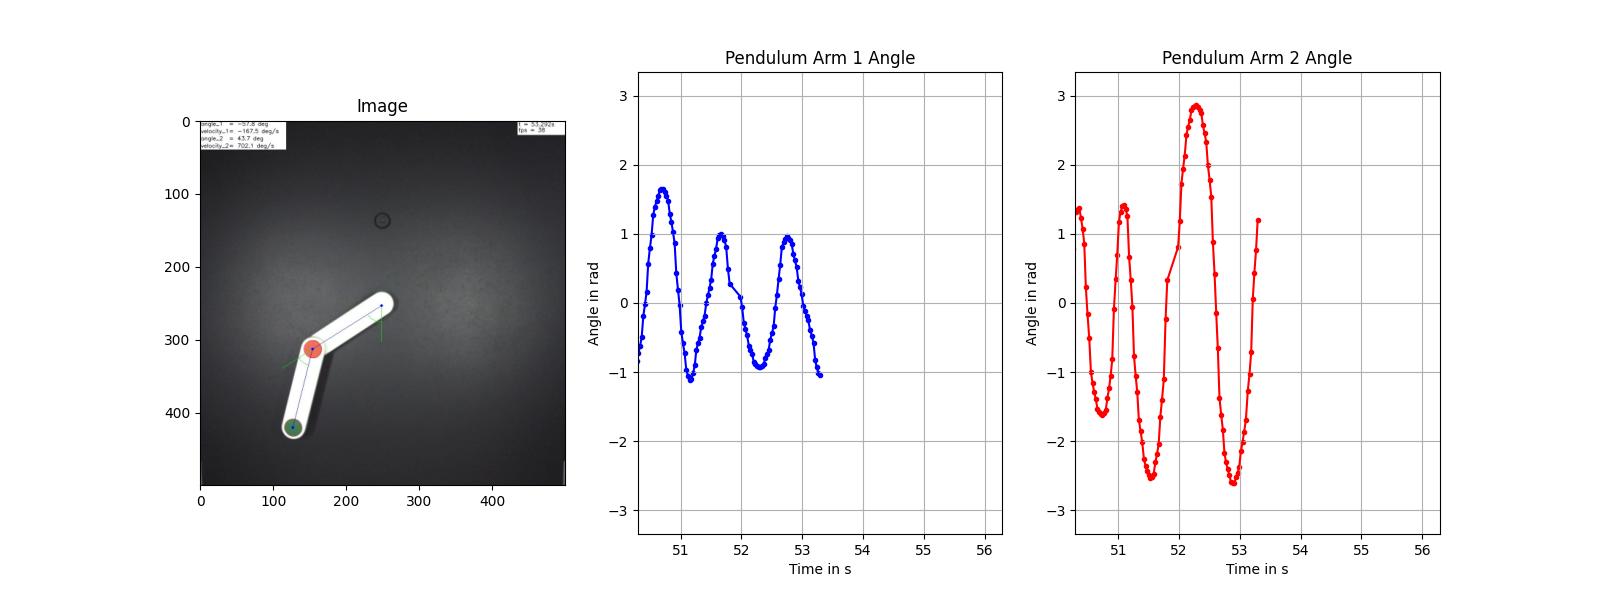 Image
angle_1 = -57.8 deg
velocity_1= -167.5 deg/s
angle_2 = 43.7 deg
velocity_2= 702.1 deg/s
t = 53.292s
fps = 38
0
100
200
300
400
0 100 200 300 400
Pendulum Arm 1 Angle
Angle in rad
3
2
1
0
−1
−2
−3
51 52 53 54 55 56
Time in s
Pendulum Arm 2 Angle
Angle in rad
3
2
1
0
−1
−2
−3
51 52 53 54 55 56
Time in s